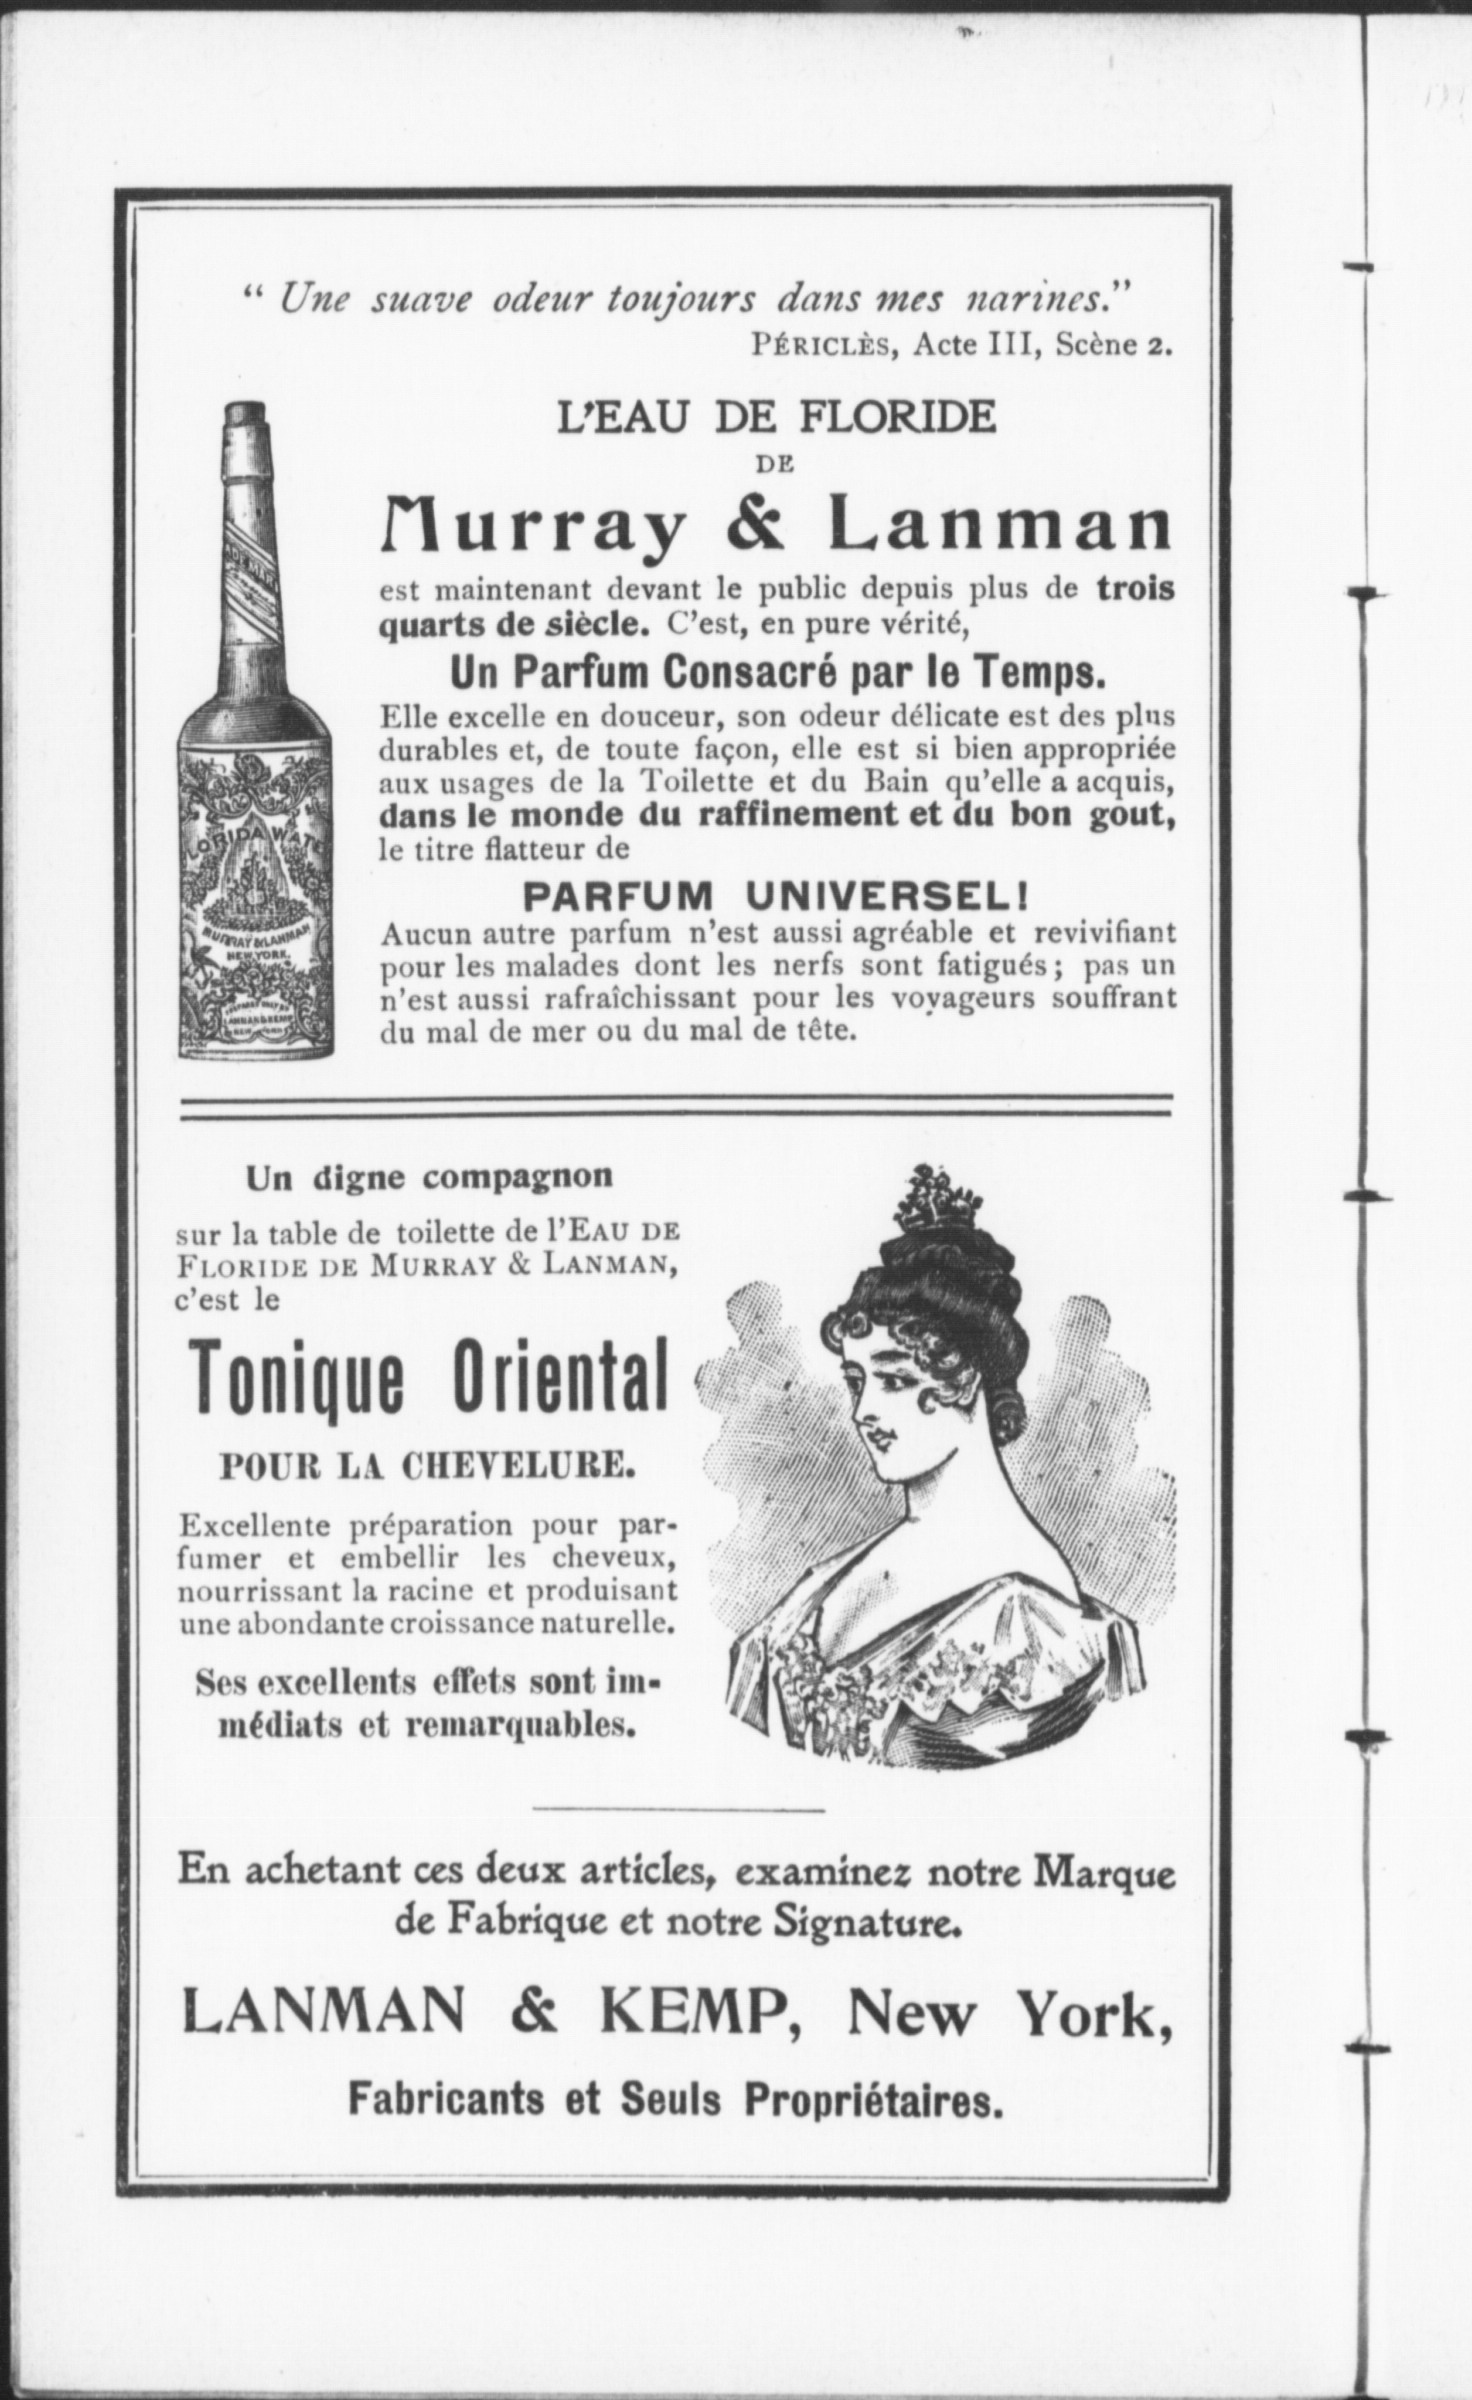 “ Une suave odeur toujours dans mes narines.”
PÉRICLÈS, Acte III, Scène 2.
L'EAU DE FLORIDE
DE
Murray & Lanman
est maintenant devant le public depuis plus de trois
quarts de siècle. C'est, en pure vérité,
Un Parfum Consacré par le Temps.
Elle excelle en douceur, son odeur délicate est des plus
durables et, de toute façon, elle est si bien appropriée
aux usages de la Toilette et du Bain qu'elle a acquis,
dans le monde du raffinement et du bon gout,
le titre flatteur de
PARFUM UNIVERSEL!
Aucun autre parfum n'est aussi agréable et revivifiant
pour les malades dont les nerfs sont fatigués; pas un
n'est aussi rafraîchissant pour les voyageurs souffrant
du mal de mer ou du mal de tête.
ADE MAR
LORIDA WATE
MURRAY & LANMAN
NEW YORK.
LANMAN & KEMP
Un digne compagnon
sur la table de toilette de l'EAU DE
FLORIDE DE MURRAY & LANMAN,
c'est le
Tonique Oriental
POUR LA CHEVELURE.
Excellente préparation pour par-
fumer et embellir les cheveux,
nourrissant la racine et produisant
une abondante croissance naturelle.
Ses excellents effets sont im-
médiats et remarquables.
En achetant ces deux articles, examinez notre Marque
de Fabrique et notre Signature.
LANMAN & KEMP, New York,
Fabricants et Seuls Propriétaires.